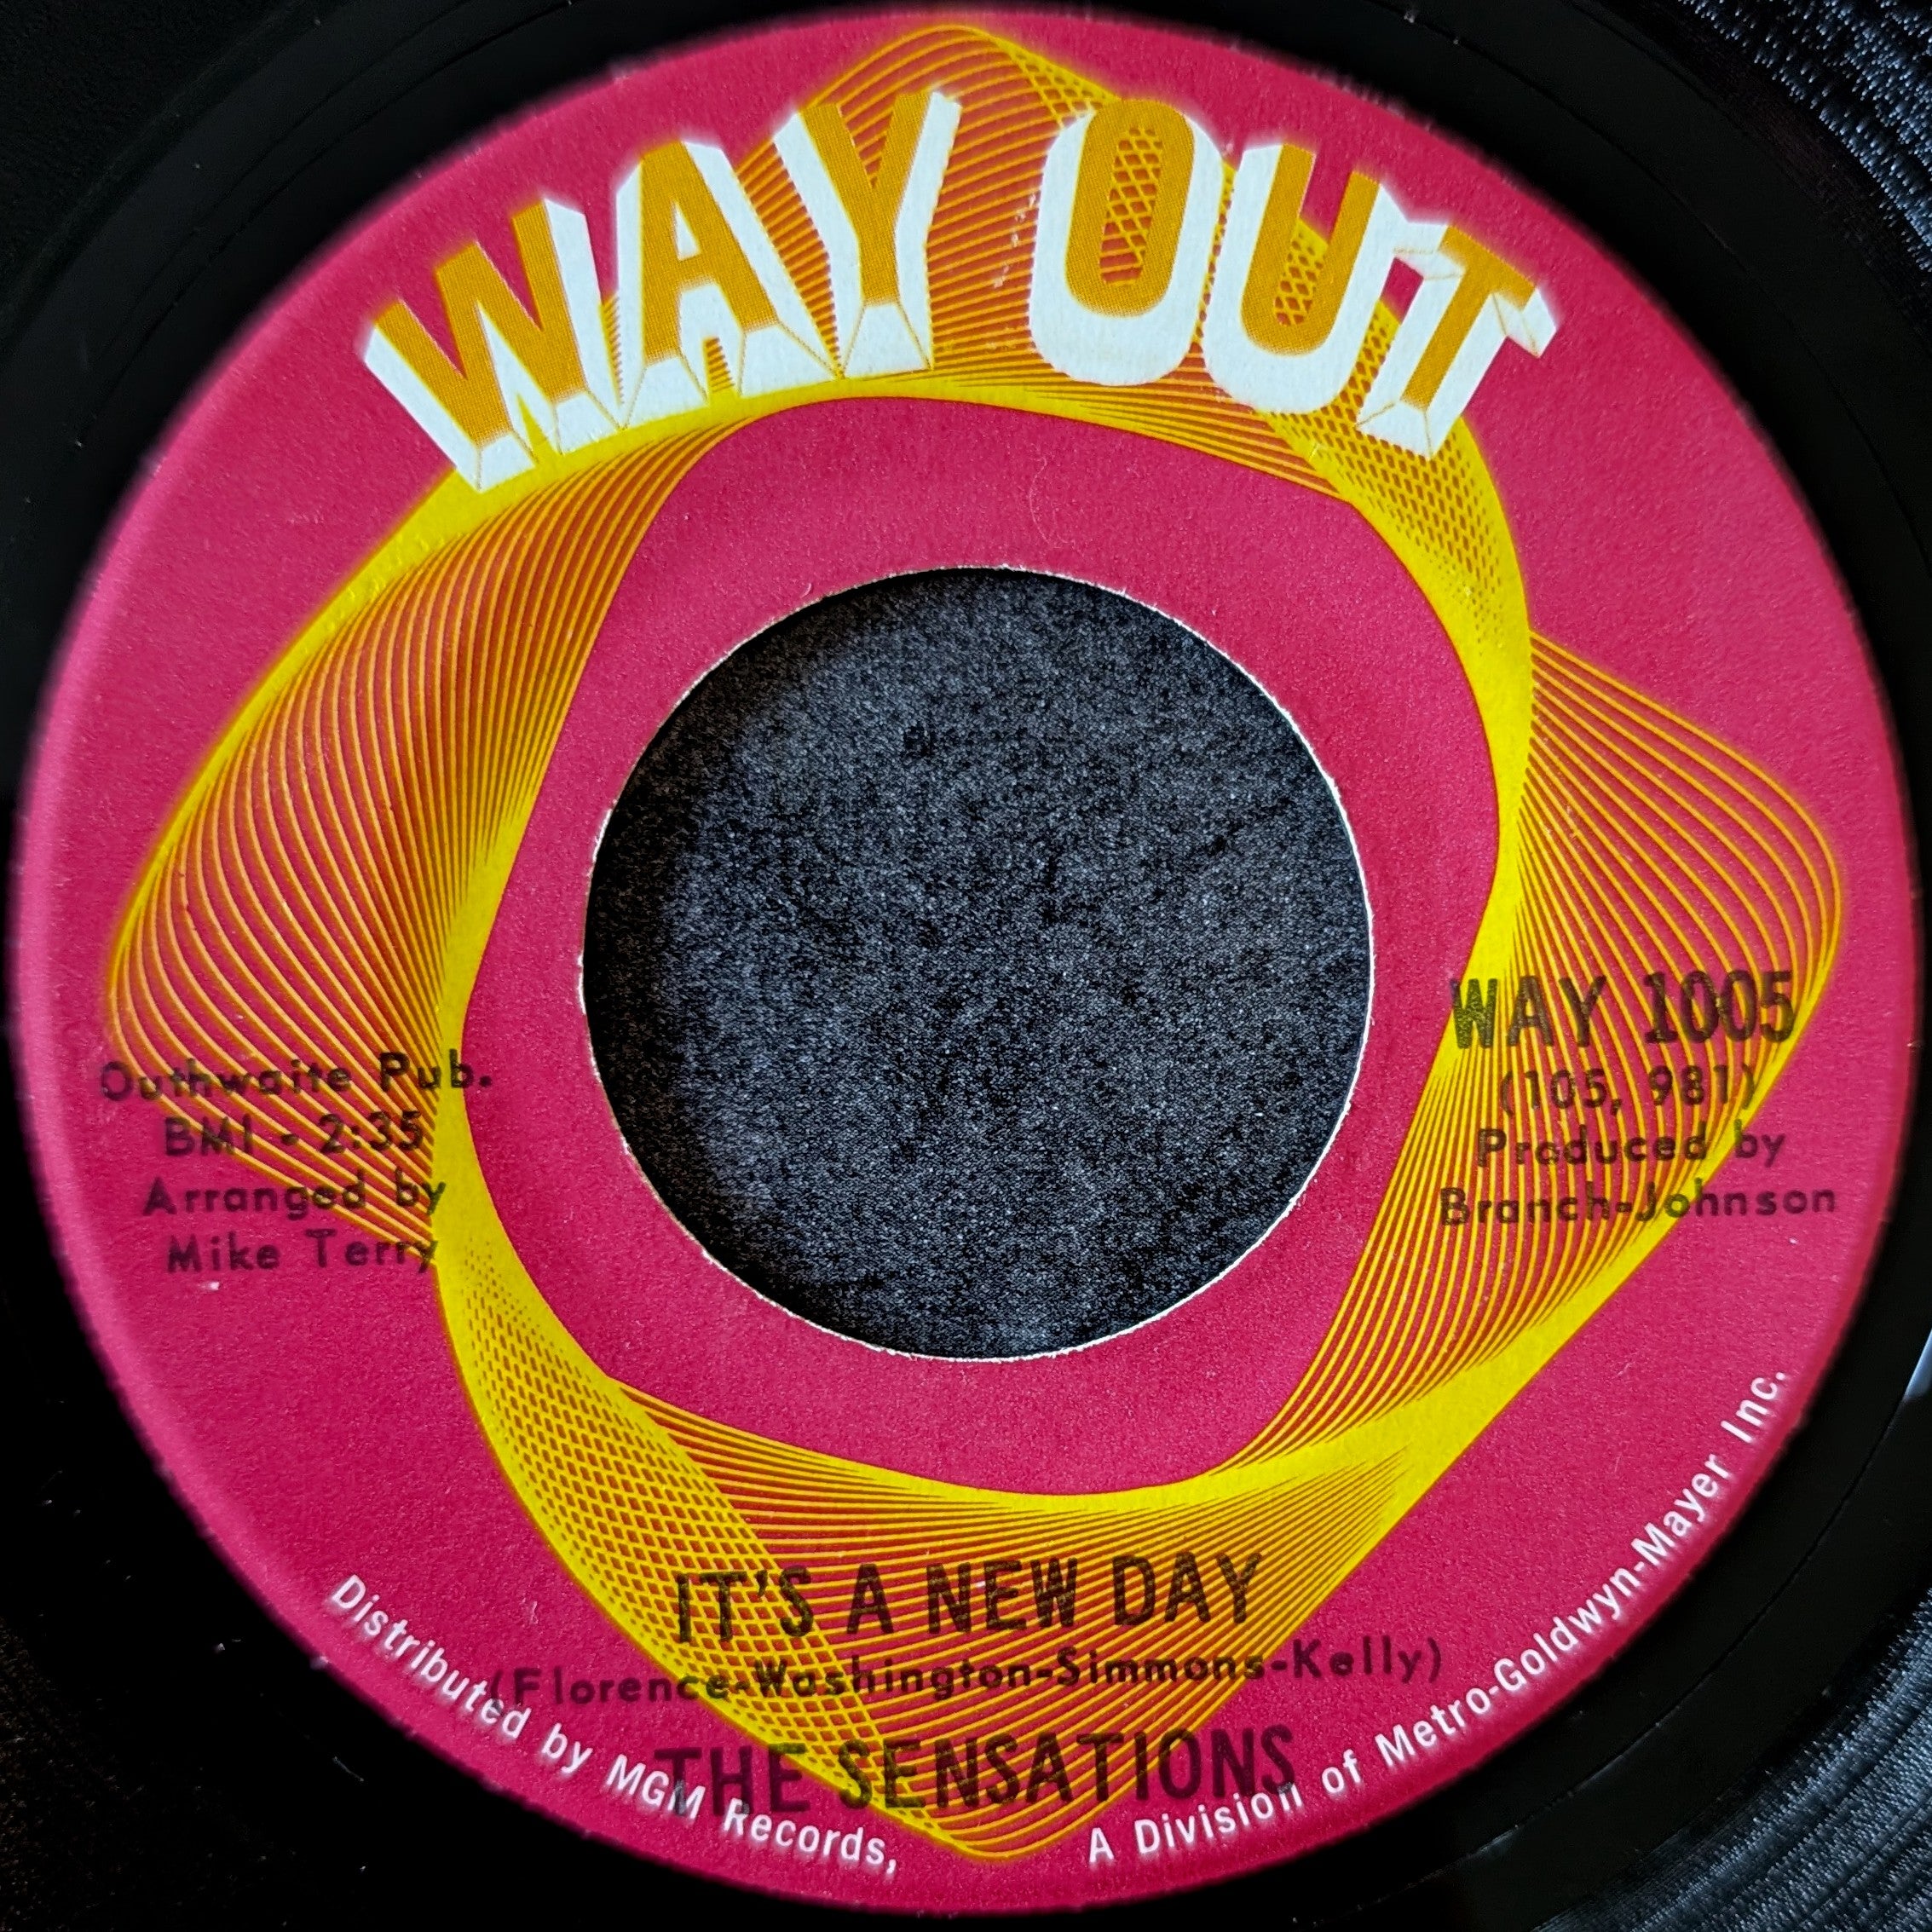 WAY OUT
Outhwaite Pub.
BMI - 2:35
Arranged by
Mike Terry
WAY 1005
(105, 981)
Produced by
Branch-Johnson
IT'S A NEW DAY
(Florence-Washington-Simmons-Kelly)
THE SENSATIONS
Distributed by MGM Records, A Division of Metro-Goldwyn-Mayer Inc.